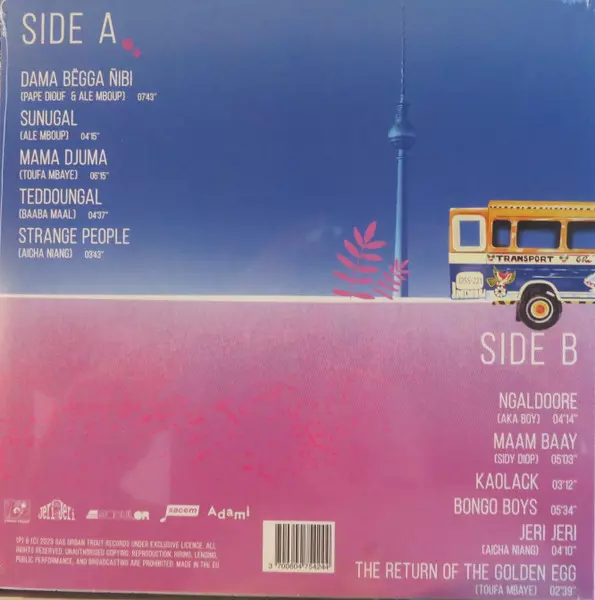 SIDE A
DAMA BËGGA ÑIBI
(PAPE DIOUF & ALE MBOUP) 07'43"
SUNUGAL
(ALE MBOUP) 04'15"
MAMA DJUMA
(TOUFA MBAYE) 06'15"
TEDDOUNGAL
(BAABA MAAL) 04'37"
STRANGE PEOPLE
(AICHA NIANG) 03'43"
TRANSPORT
SIDE B
NGALDOORE
(AKA BOY) 04'14"
MAAM BAAY
(SIDY DIOP) 05'03"
KAOLACK 03'12"
BONGO BOYS 05'34"
JERI JERI
(AICHA NIANG) 04'10"
THE RETURN OF THE GOLDEN EGG
(TOUFA MBAYE) 02'39"
Jeri Jeri
sacem
Adami
(P) & (C) 2023 SAS URBAN TROUT RECORDS UNDER EXCLUSIVE LICENSE. ALL
RIGHTS RESERVED. UNAUTHORISED COPYING, REPRODUCTION, HIRING, LENDING,
PUBLIC PERFORMANCE, AND BROADCASTING ARE PROHIBITED. MADE IN THE EU
3 700604 754244